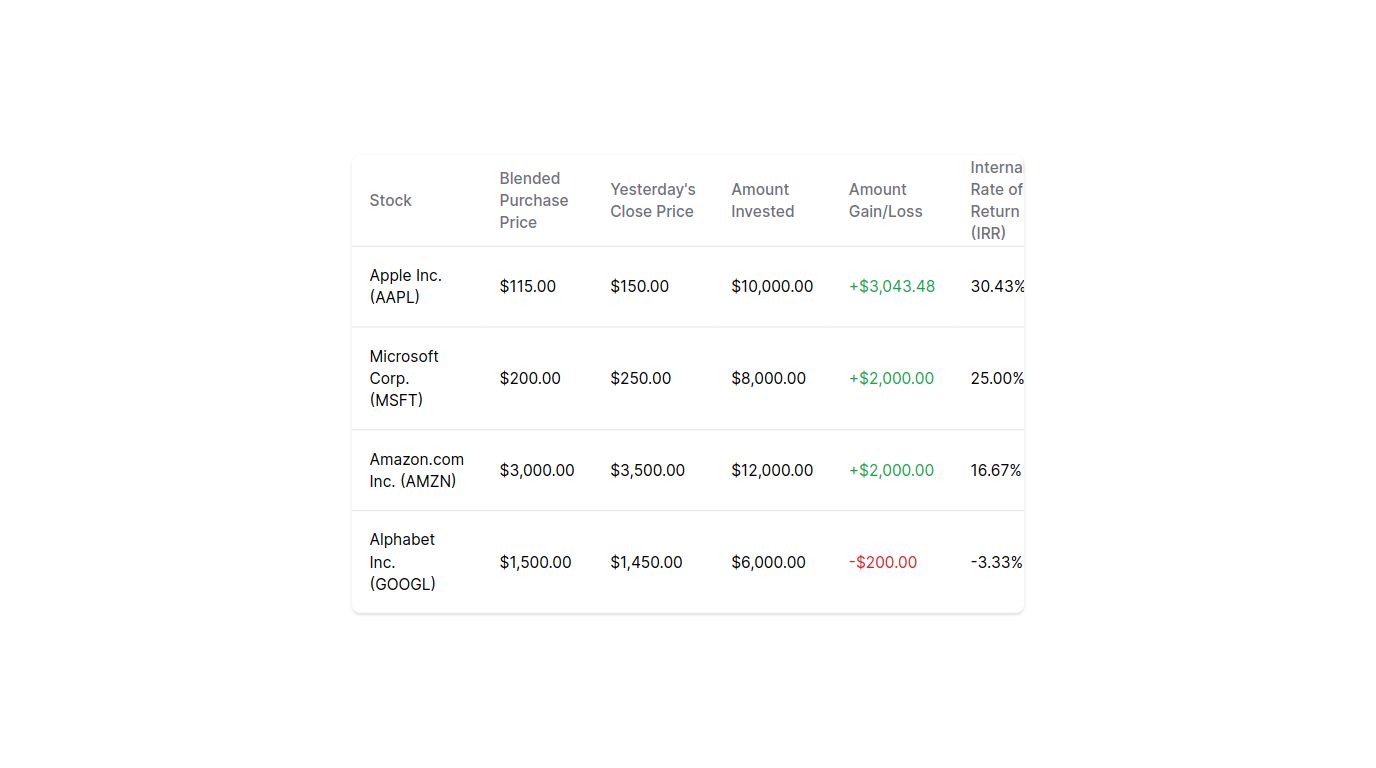 Stock
Blended
Purchase
Price
Yesterday's
Close Price
Amount
Invested
Amount
Gain/Loss
Interna
Rate of
Return
(IRR)
Apple Inc.
(AAPL)
$115.00
$150.00
$10,000.00
+$3,043.48
30.43%
Microsoft
Corp.
(MSFT)
$200.00
$250.00
$8,000.00
+$2,000.00
25.00%
Amazon.com
Inc. (AMZN)
$3,000.00
$3,500.00
$12,000.00
+$2,000.00
16.67%
Alphabet
Inc.
(GOOGL)
$1,500.00
$1,450.00
$6,000.00
-$200.00
-3.33%